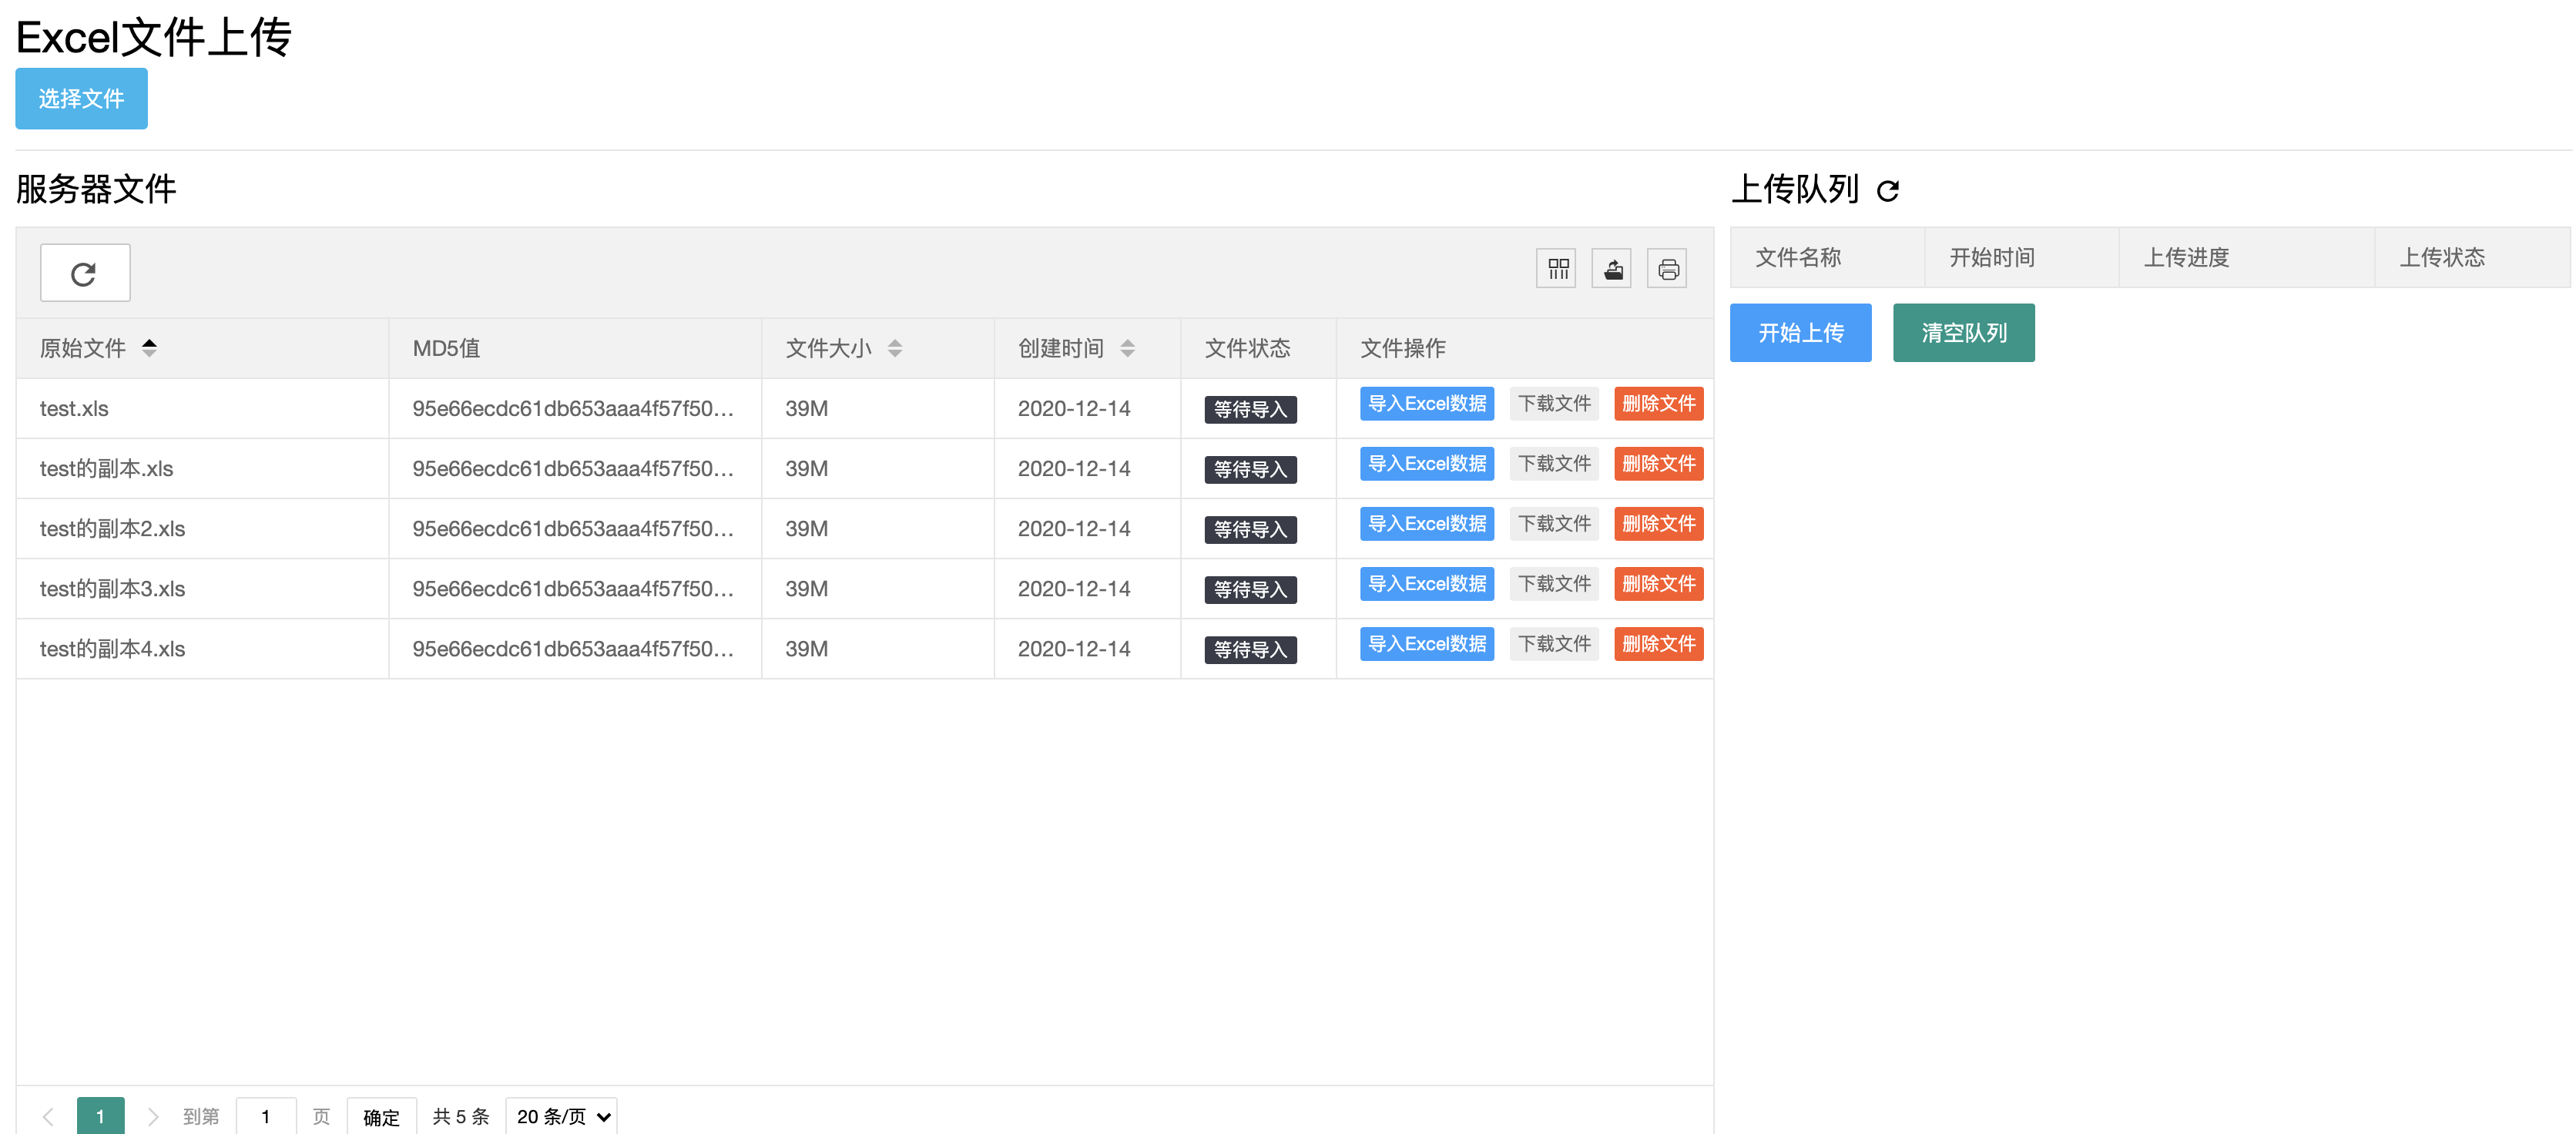 Excel文件上传
选择文件
服务器文件
原始文件 MD5值 文件大小 创建时间 文件状态 文件操作
test.xls 95e66ecdc61db653aaa4f57f50... 39M 2020-12-14 等待导入 导入Excel数据 下载文件 删除文件
test的副本.xls 95e66ecdc61db653aaa4f57f50... 39M 2020-12-14 等待导入 导入Excel数据 下载文件 删除文件
test的副本2.xls 95e66ecdc61db653aaa4f57f50... 39M 2020-12-14 等待导入 导入Excel数据 下载文件 删除文件
test的副本3.xls 95e66ecdc61db653aaa4f57f50... 39M 2020-12-14 等待导入 导入Excel数据 下载文件 删除文件
test的副本4.xls 95e66ecdc61db653aaa4f57f50... 39M 2020-12-14 等待导入 导入Excel数据 下载文件 删除文件
1 到第 1 页 确定 共 5 条 20 条/页
上传队列
文件名称 开始时间 上传进度 上传状态
开始上传 清空队列